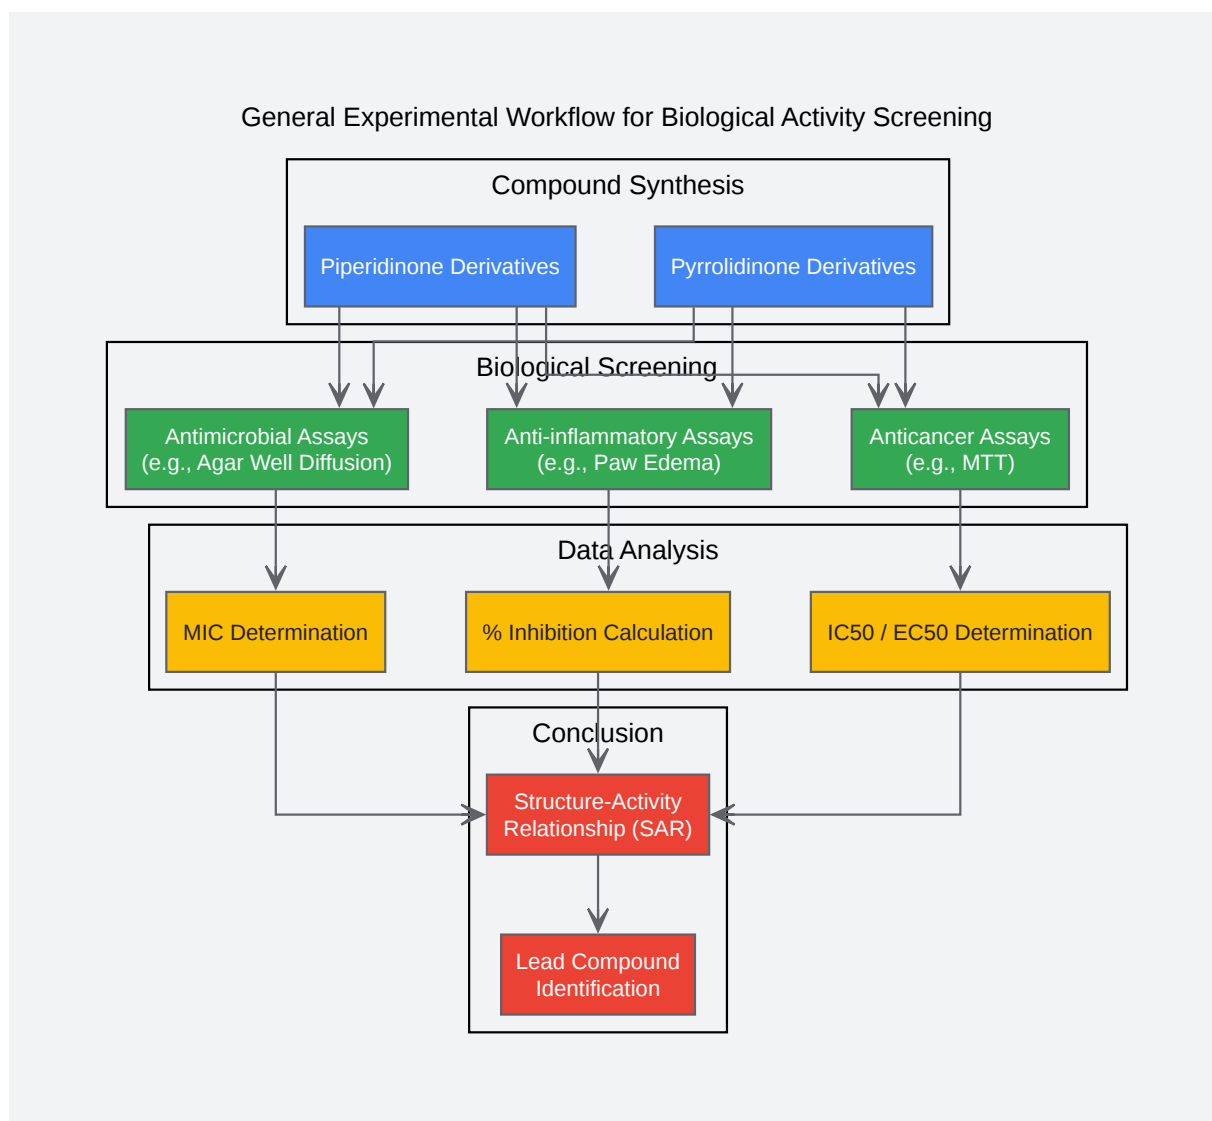 General Experimental Workflow for Biological Activity Screening
Compound Synthesis
Piperidinone Derivatives
Pyrrolidinone Derivatives
Biological Screening
Antimicrobial Assays
(e.g., Agar Well Diffusion)
Anti-inflammatory Assays
(e.g., Paw Edema)
Anticancer Assays
(e.g., MTT)
Data Analysis
MIC Determination
% Inhibition Calculation
IC50 / EC50 Determination
Conclusion
Structure-Activity
Relationship (SAR)
Lead Compound
Identification